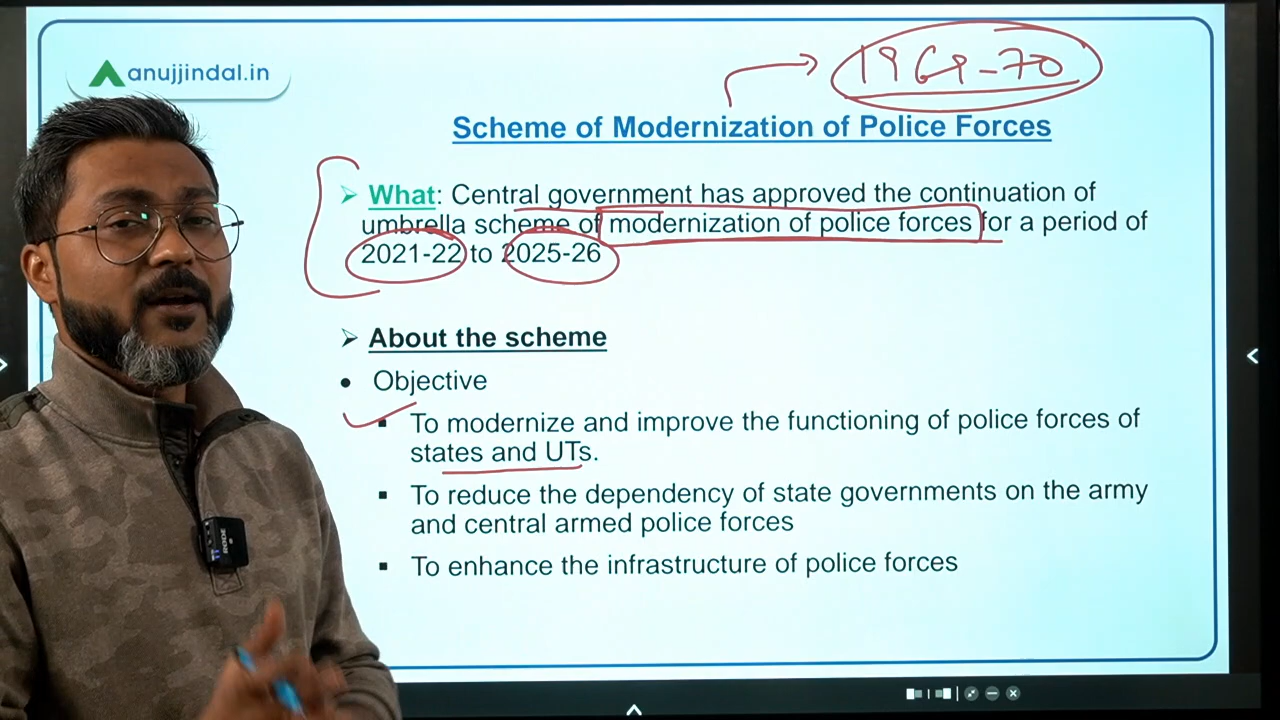 1969-70
anujjindal.in
Scheme of Modernization of Police Forces
What: Central government has approved the continuation of
umbrella scheme of modernization of police forces for a period of
2021-22 to 2025-26
About the scheme
Objective
To modernize and improve the functioning of police forces of
states and UTs.
To reduce the dependency of state governments on the army
and central armed police forces
To enhance the infrastructure of police forces
RODE